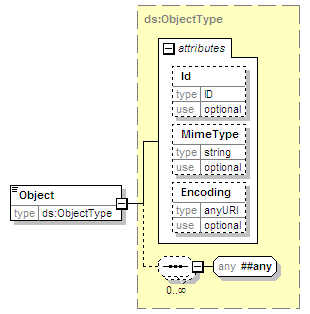 ds:ObjectType
attributes
Id
type ID
use optional
MimeType
type string
use optional
Encoding
type anyURI
use optional
Object
type ds:ObjectType
any ##any
0..∞